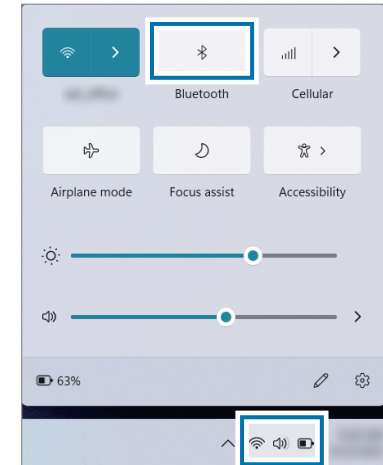 Bluetooth
Cellular
Airplane mode
Focus assist
Accessibility
63%